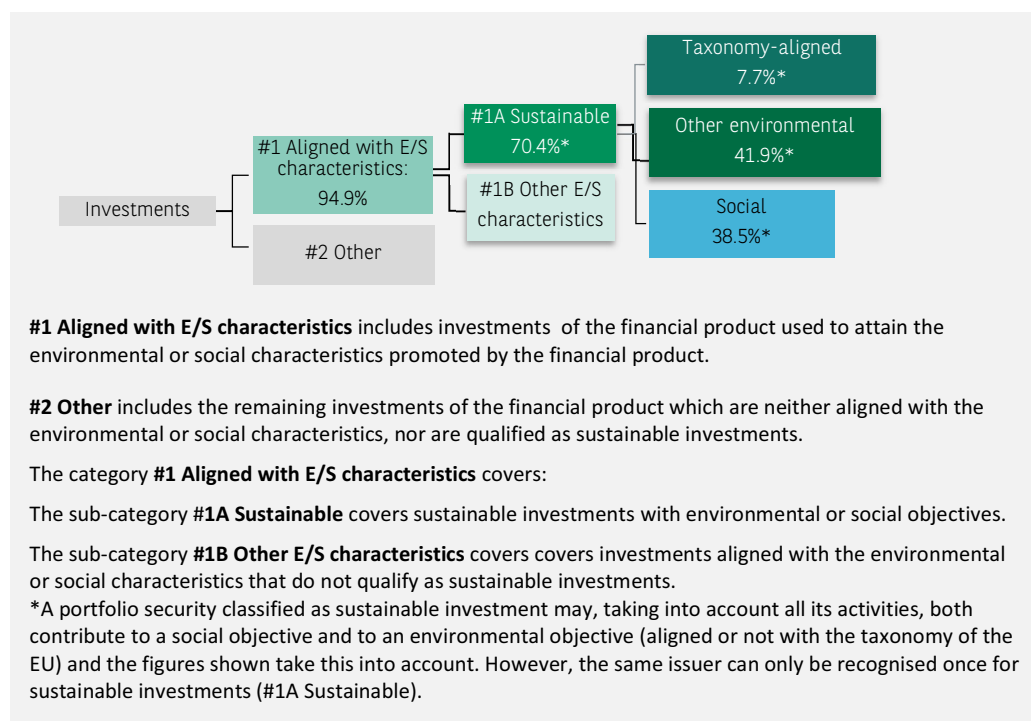 Taxonomy-aligned
7.7%*
#1A Sustainable
70.4%*
Other environmental
41.9%*
#1 Aligned with E/S
characteristics:
94.9%
#1B Other E/S
characteristics
Investments
Social
38.5%*
#2 Other
#1 Aligned with E/S characteristics includes investments of the financial product used to attain the
environmental or social characteristics promoted by the financial product.
#2 Other includes the remaining investments of the financial product which are neither aligned with the
environmental or social characteristics, nor are qualified as sustainable investments.
The category #1 Aligned with E/S characteristics covers:
The sub-category #1A Sustainable covers sustainable investments with environmental or social objectives.
The sub-category #1B Other E/S characteristics covers covers investments aligned with the environmental
or social characteristics that do not qualify as sustainable investments.
*A portfolio security classified as sustainable investment may, taking into account all its activities, both
contribute to a social objective and to an environmental objective (aligned or not with the taxonomy of the
EU) and the figures shown take this into account. However, the same issuer can only be recognised once for
sustainable investments (#1A Sustainable).